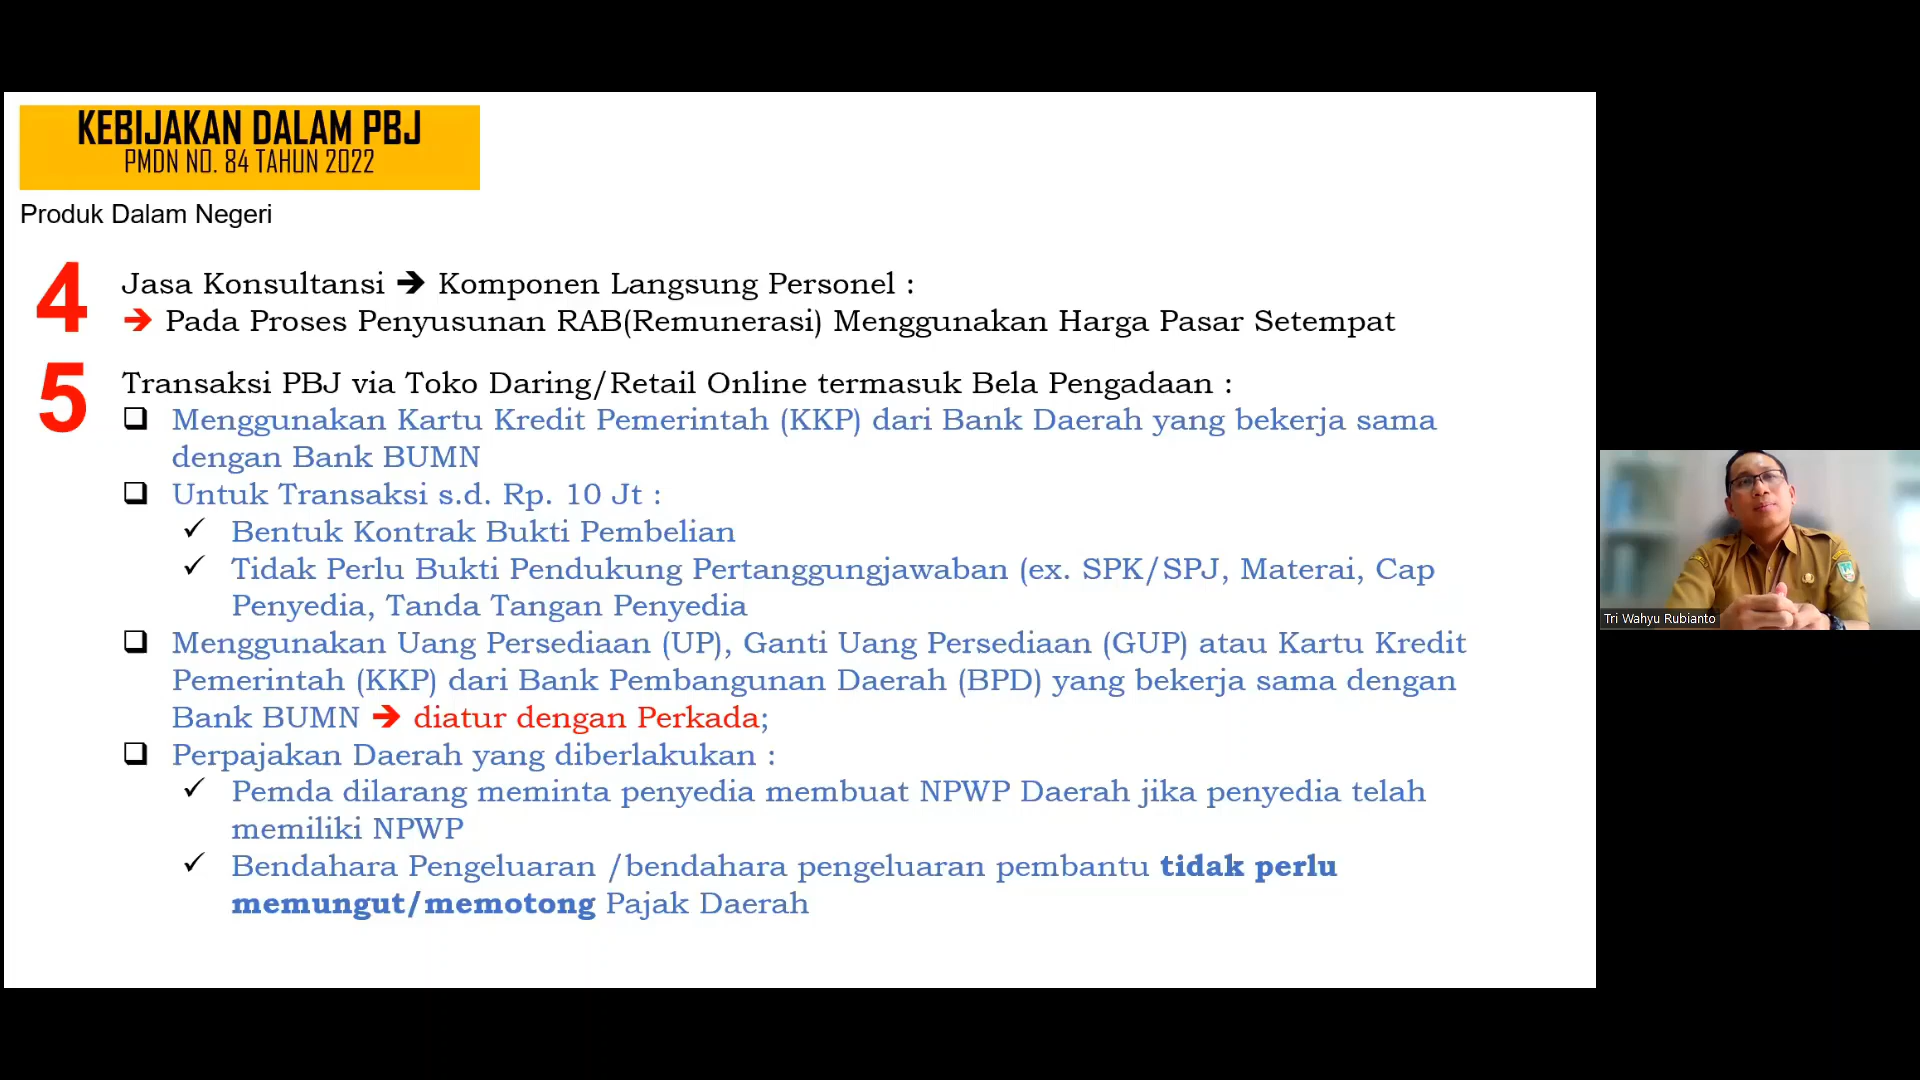 KEBIJAKAN DALAM PBJ
PMDN NO. 84 TAHUN 2022
Produk Dalam Negeri
4
Jasa Konsultansi ➔ Komponen Langsung Personel :
➔ Pada Proses Penyusunan RAB(Remunerasi) Menggunakan Harga Pasar Setempat
5
Transaksi PBJ via Toko Daring/Retail Online termasuk Bela Pengadaan :
❑ Menggunakan Kartu Kredit Pemerintah (KKP) dari Bank Daerah yang bekerja sama
dengan Bank BUMN
❑ Untuk Transaksi s.d. Rp. 10 Jt :
✓ Bentuk Kontrak Bukti Pembelian
✓ Tidak Perlu Bukti Pendukung Pertanggungjawaban (ex. SPK/SPJ, Materai, Cap
Penyedia, Tanda Tangan Penyedia
❑ Menggunakan Uang Persediaan (UP), Ganti Uang Persediaan (GUP) atau Kartu Kredit
Pemerintah (KKP) dari Bank Pembangunan Daerah (BPD) yang bekerja sama dengan
Bank BUMN ➔ diatur dengan Perkada;
❑ Perpajakan Daerah yang diberlakukan :
✓ Pemda dilarang meminta penyedia membuat NPWP Daerah jika penyedia telah
memiliki NPWP
✓ Bendahara Pengeluaran /bendahara pengeluaran pembantu tidak perlu
memungut/memotong Pajak Daerah
Tri Wahyu Rubianto